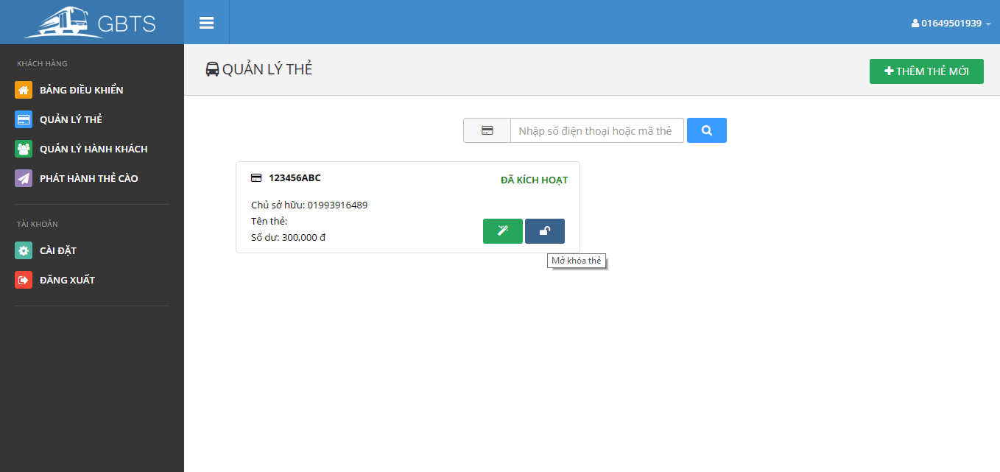 GBTS
01649501939
KHÁCH HÀNG
BẢNG ĐIỀU KHIỂN
QUẢN LÝ THẺ
QUẢN LÝ HÀNH KHÁCH
PHÁT HÀNH THẺ CÀO
TÀI KHOẢN
CÀI ĐẶT
ĐĂNG XUẤT
QUẢN LÝ THẺ
THÊM THẺ MỚI
Nhập số điện thoại hoặc mã thẻ
123456ABC
ĐÃ KÍCH HOẠT
Chủ sở hữu: 01993916489
Tên thẻ:
Số dư: 300,000 đ
Mở khóa thẻ